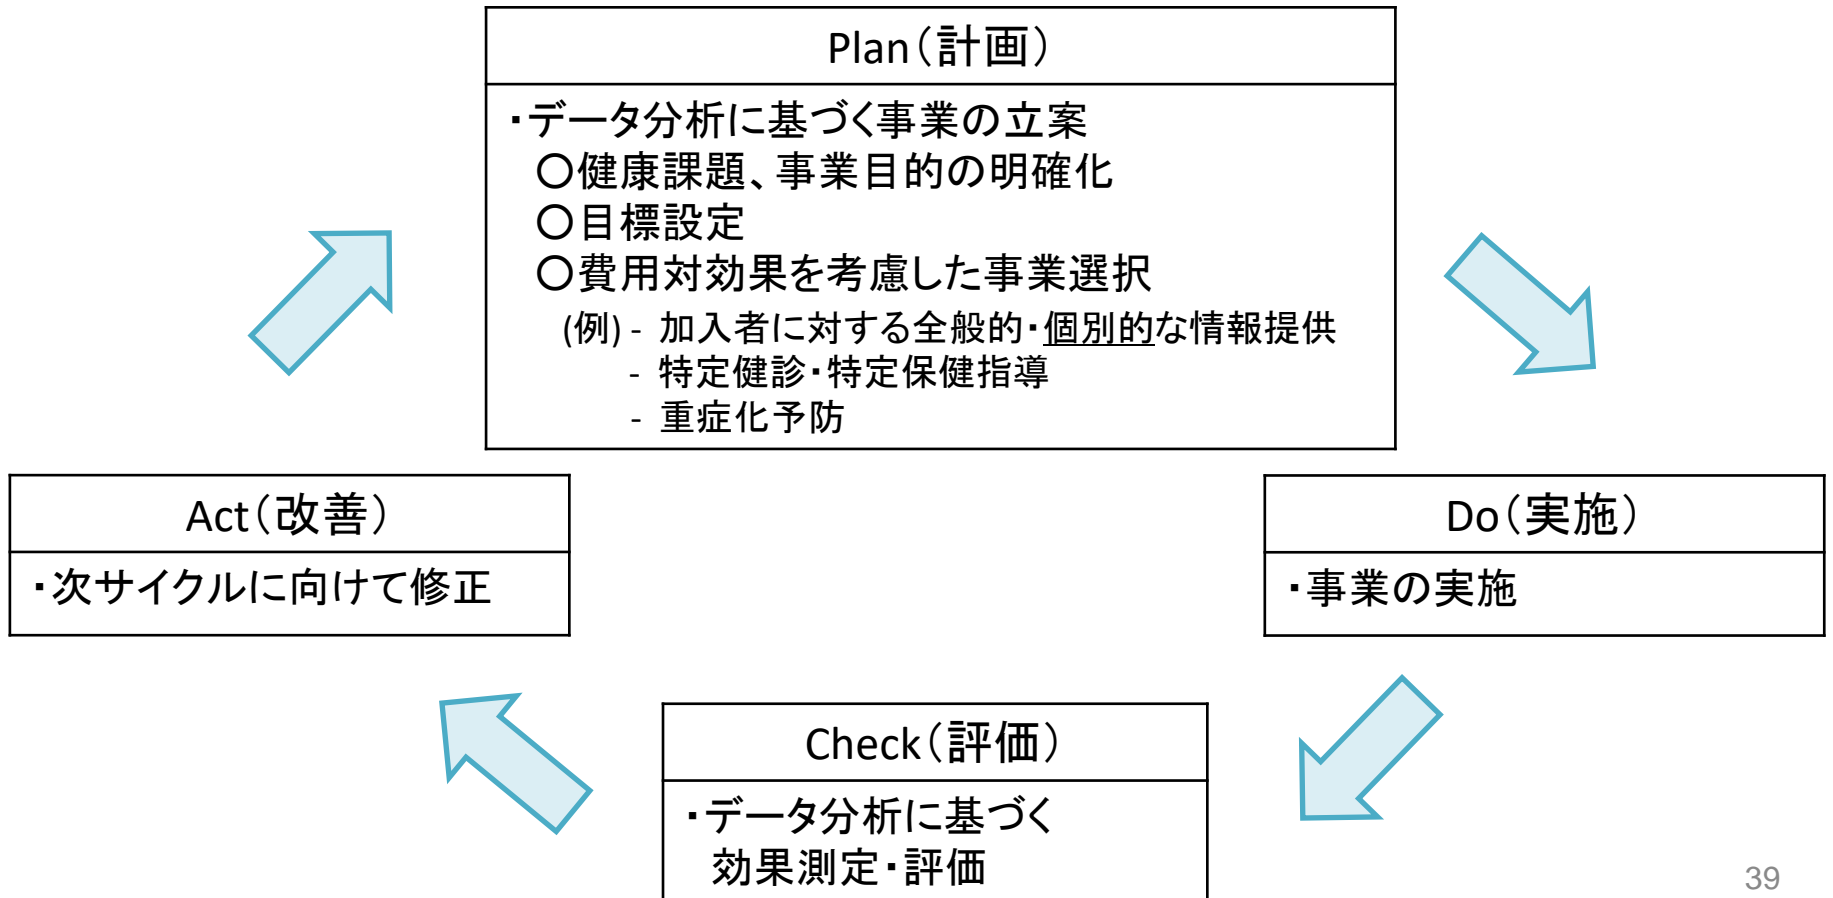 Plan（計画）
・データ分析に基づく事業の立案
○健康課題、事業目的の明確化
○目標設定
○費用対効果を考慮した事業選択
(例) - 加入者に対する全般的・個別的な情報提供
- 特定健診・特定保健指導
- 重症化予防
Act（改善）
・次サイクルに向けて修正
Do（実施）
・事業の実施
Check（評価）
・データ分析に基づく
効果測定・評価
39